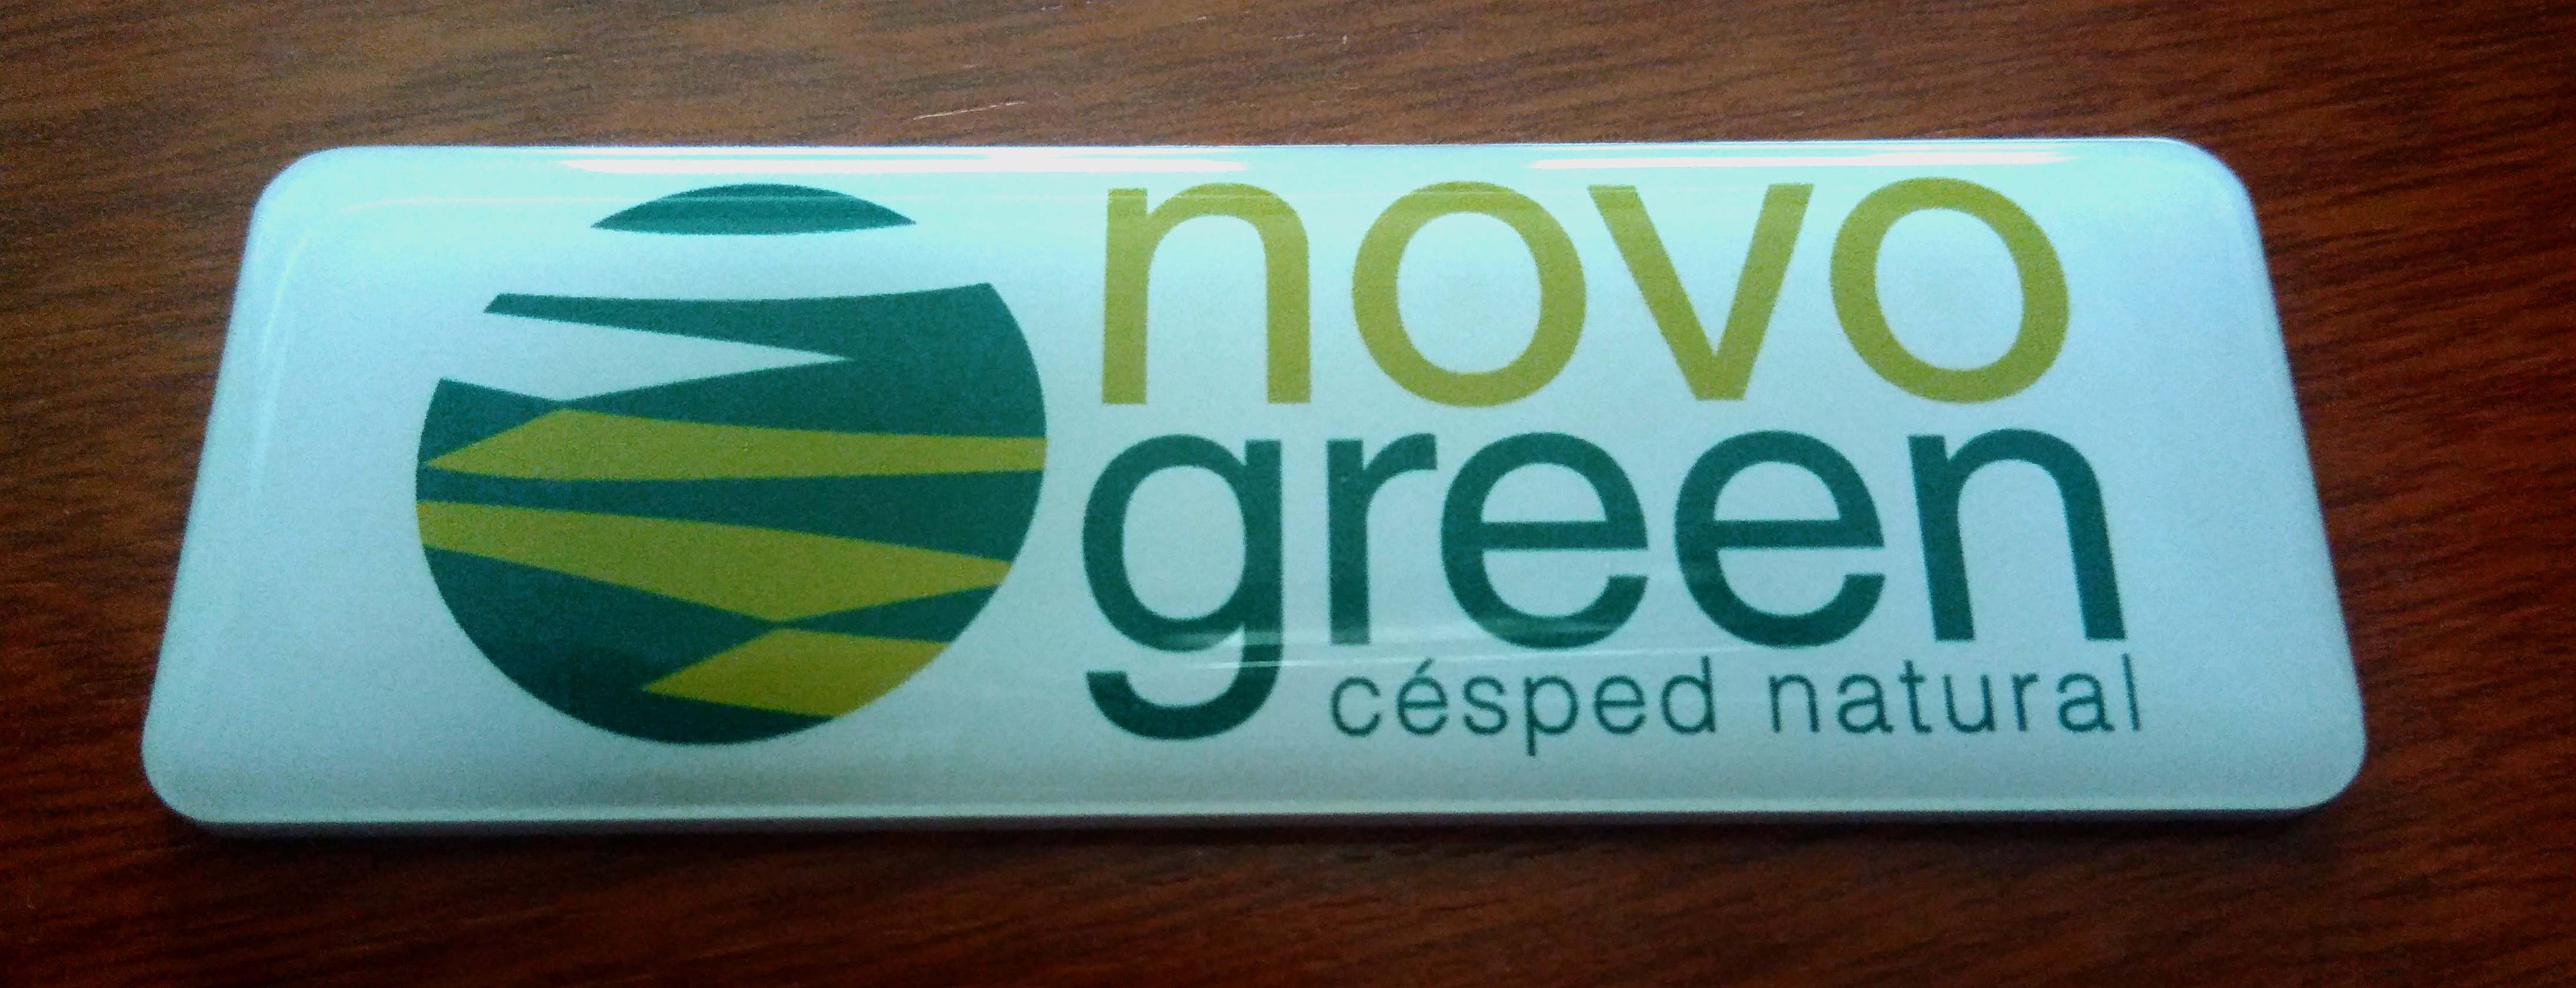 novo
green
césped natural